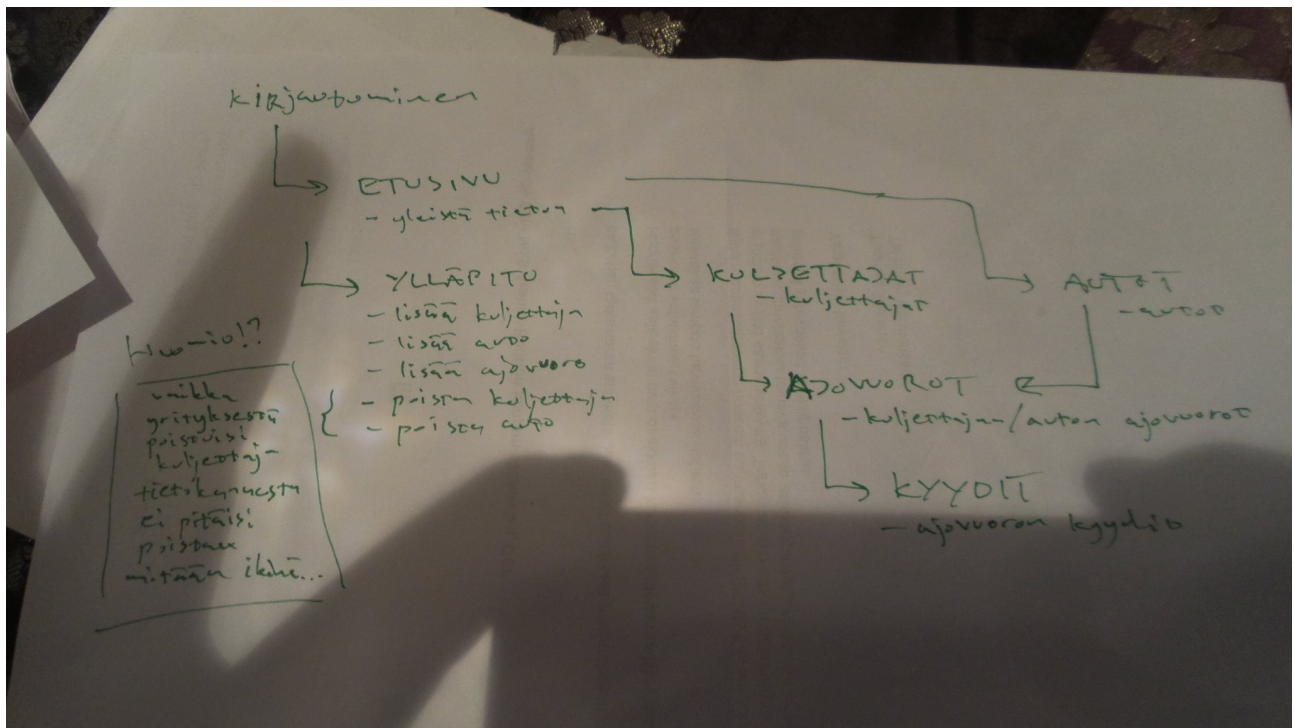 kirjautuminen
ETUSIVU
- yleistä tietoa
YLLÄPITO
- lisää kuljettaja
- lisää auto
- lisää ajovuoro
- poista kuljettaja
- poista auto
Huomio!?
vaikka
yrityksestä
poistuisi
kuljettaja
tietokannasta
ei pitäisi
poistaa
mitään ikinä...
KULJETTAJAT
- kuljettajat
AUTOT
- autot
AJOVUOROT
- kuljettajan/auton ajovuorot
KYYDIT
- ajovuoron kyydit